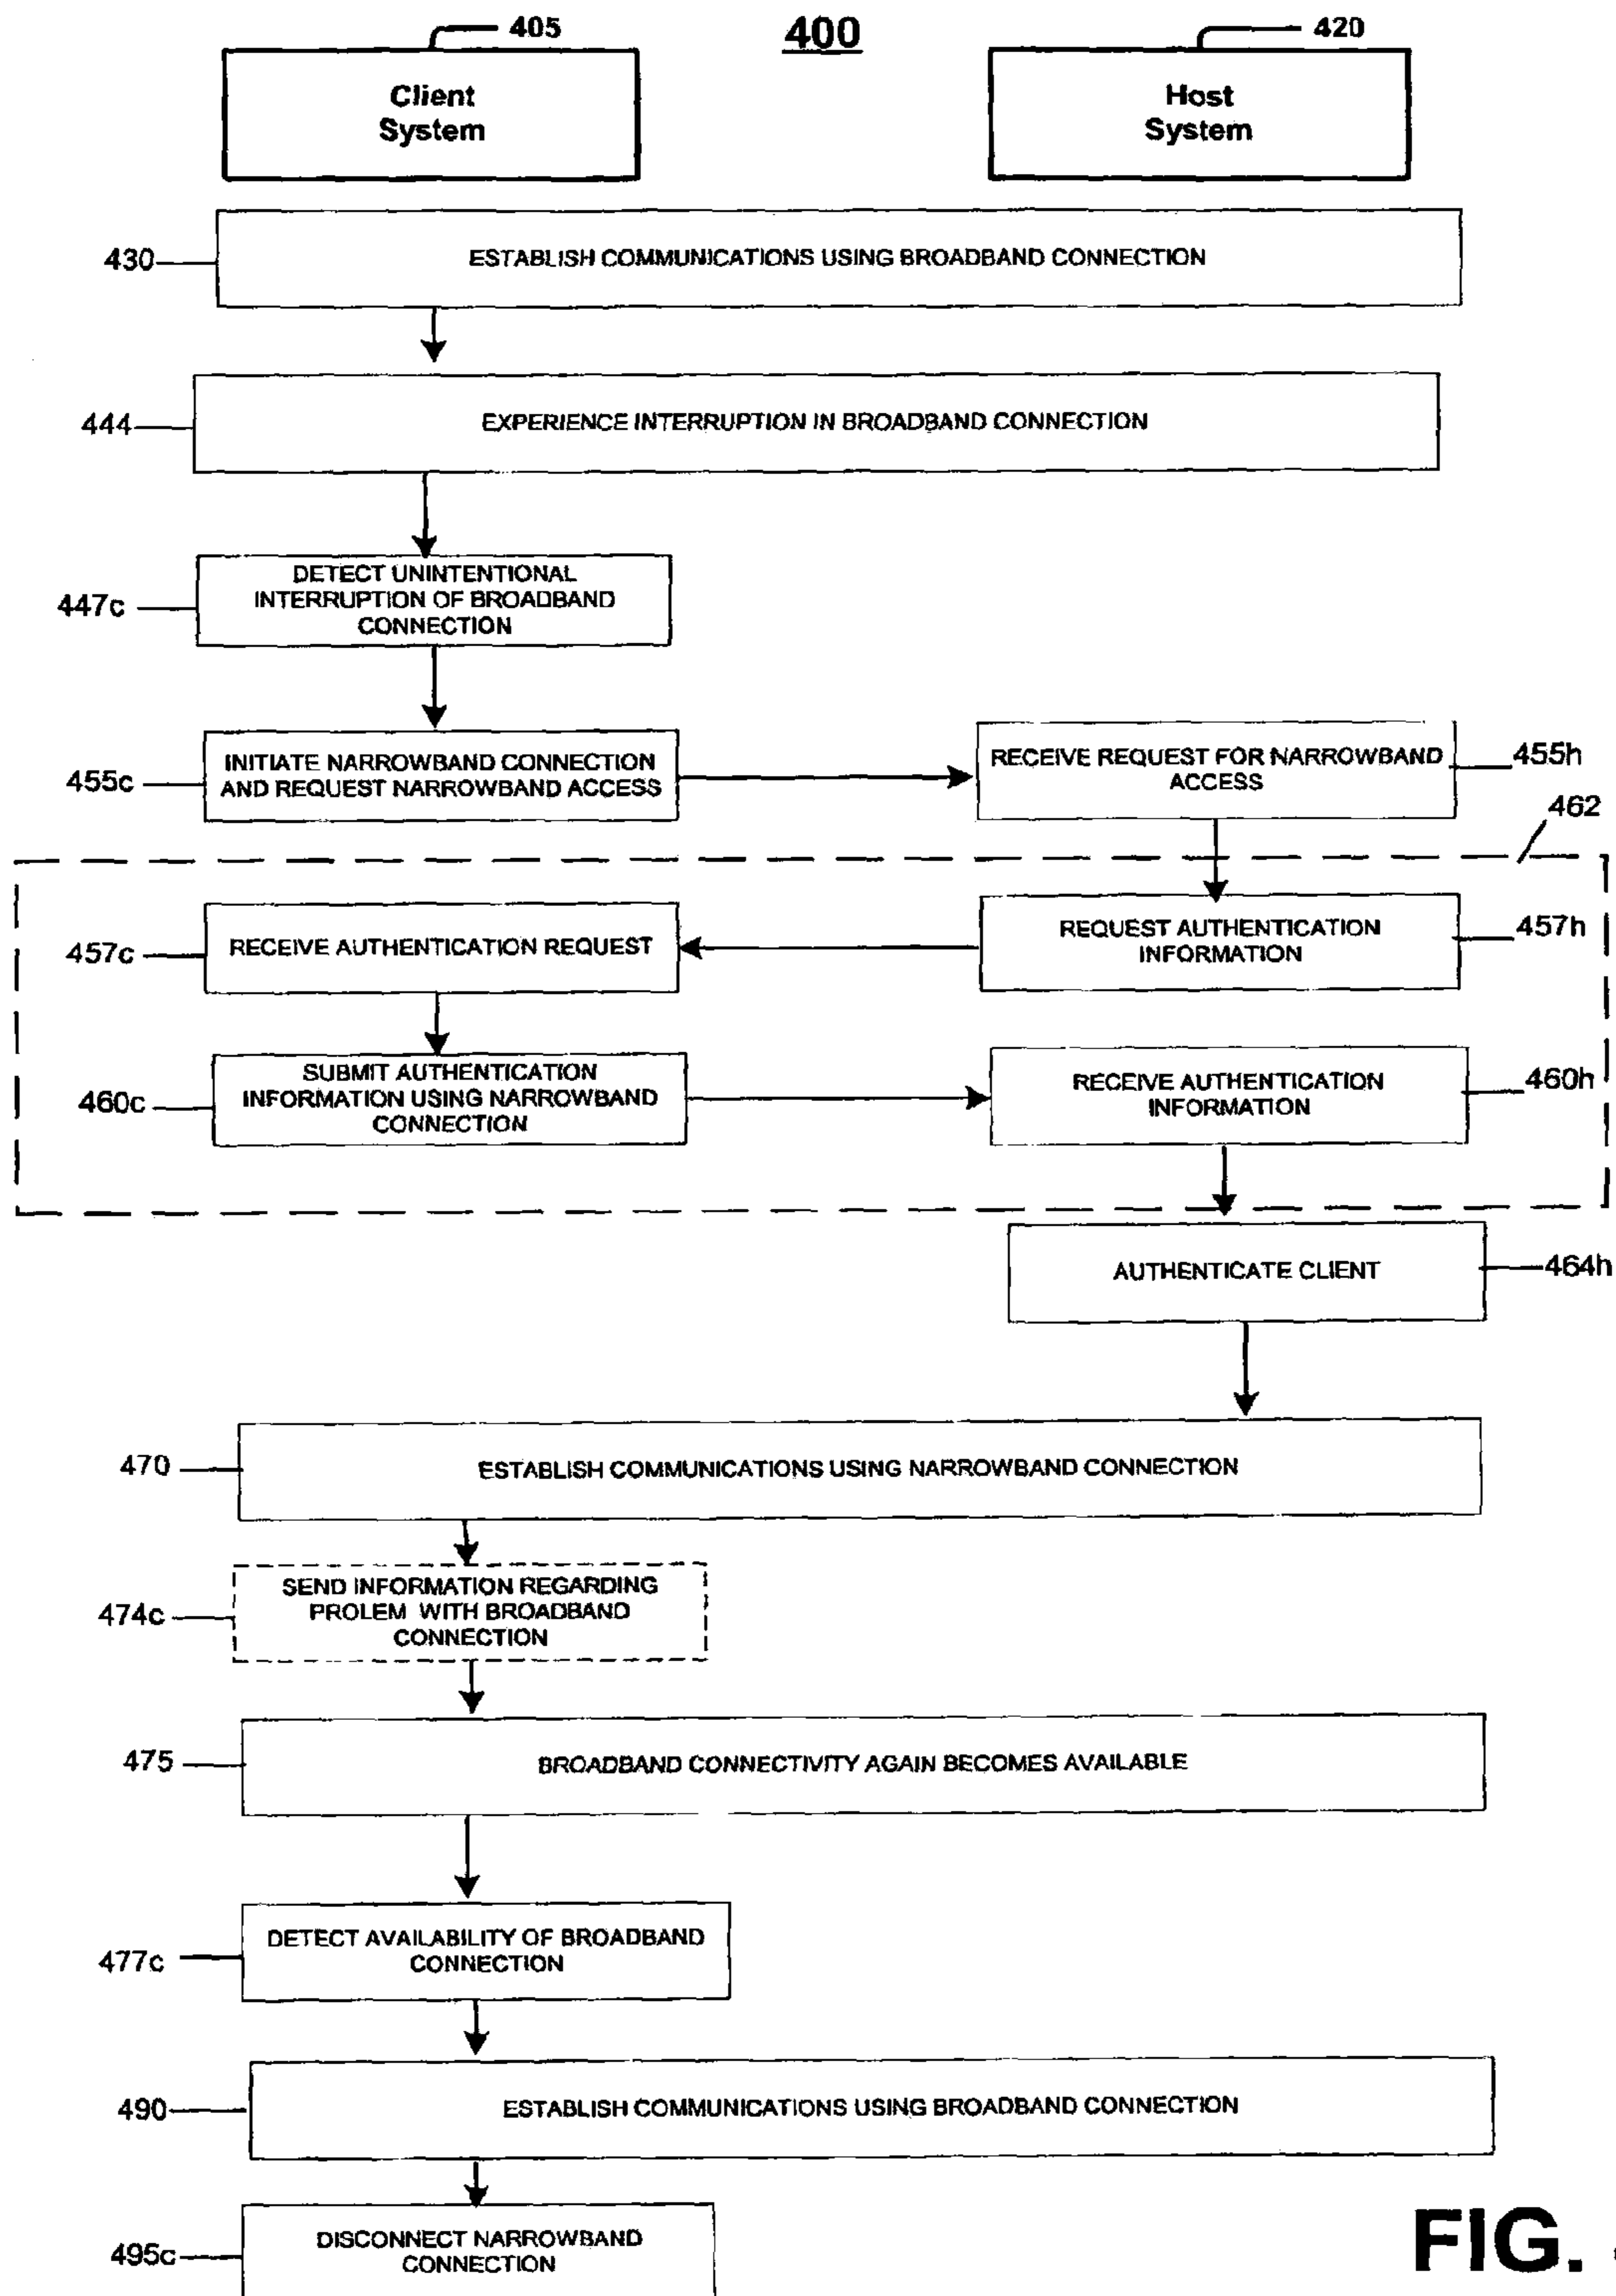 405
400
420
Client
System
Host
System
430
ESTABLISH COMMUNICATIONS USING BROADBAND CONNECTION
444
EXPERIENCE INTERRUPTION IN BROADBAND CONNECTION
447c
DETECT UNINTENTIONAL
INTERRUPTION OF BROADBAND
CONNECTION
455c
INITIATE NARROWBAND CONNECTION
AND REQUEST NARROWBAND ACCESS
RECEIVE REQUEST FOR NARROWBAND
ACCESS
455h
462
457c
RECEIVE AUTHENTICATION REQUEST
REQUEST AUTHENTICATION
INFORMATION
457h
460c
SUBMIT AUTHENTICATION
INFORMATION USING NARROWBAND
CONNECTION
RECEIVE AUTHENTICATION
INFORMATION
460h
AUTHENTICATE CLIENT
464h
470
ESTABLISH COMMUNICATIONS USING NARROWBAND CONNECTION
474c
SEND INFORMATION REGARDING
PROLEM WITH BROADBAND
CONNECTION
475
BROADBAND CONNECTIVITY AGAIN BECOMES AVAILABLE
477c
DETECT AVAILABILITY OF BROADBAND
CONNECTION
490
ESTABLISH COMMUNICATIONS USING BROADBAND CONNECTION
495c
DISCONNECT NARROWBAND
CONNECTION
FIG.